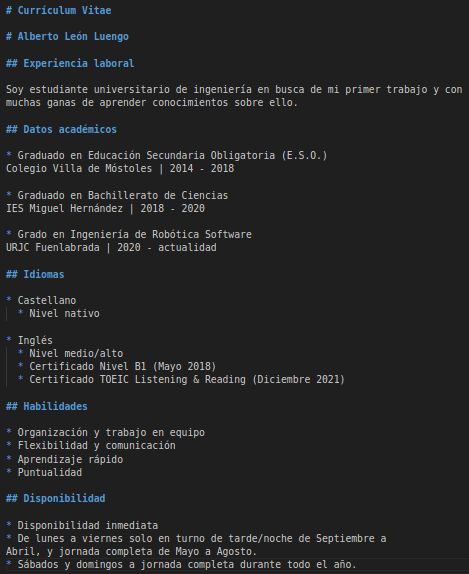 # Currículum Vitae
# Alberto León Luengo
## Experiencia laboral
Soy estudiante universitario de ingeniería en busca de mi primer trabajo y con
muchas ganas de aprender conocimientos sobre ello.
## Datos académicos
* Graduado en Educación Secundaria Obligatoria (E.S.O.)
Colegio Villa de Móstoles | 2014 - 2018
* Graduado en Bachillerato de Ciencias
IES Miguel Hernández | 2018 - 2020
* Grado en Ingeniería de Robótica Software
URJC Fuenlabrada | 2020 - actualidad
## Idiomas
* Castellano
* Nivel nativo
* Inglés
* Nivel medio/alto
* Certificado Nivel B1 (Mayo 2018)
* Certificado TOEIC Listening & Reading (Diciembre 2021)
## Habilidades
* Organización y trabajo en equipo
* Flexibilidad y comunicación
* Aprendizaje rápido
* Puntualidad
## Disponibilidad
* Disponibilidad inmediata
* De lunes a viernes solo en turno de tarde/noche de Septiembre a
Abril, y jornada completa de Mayo a Agosto.
* Sábados y domingos a jornada completa durante todo el año.